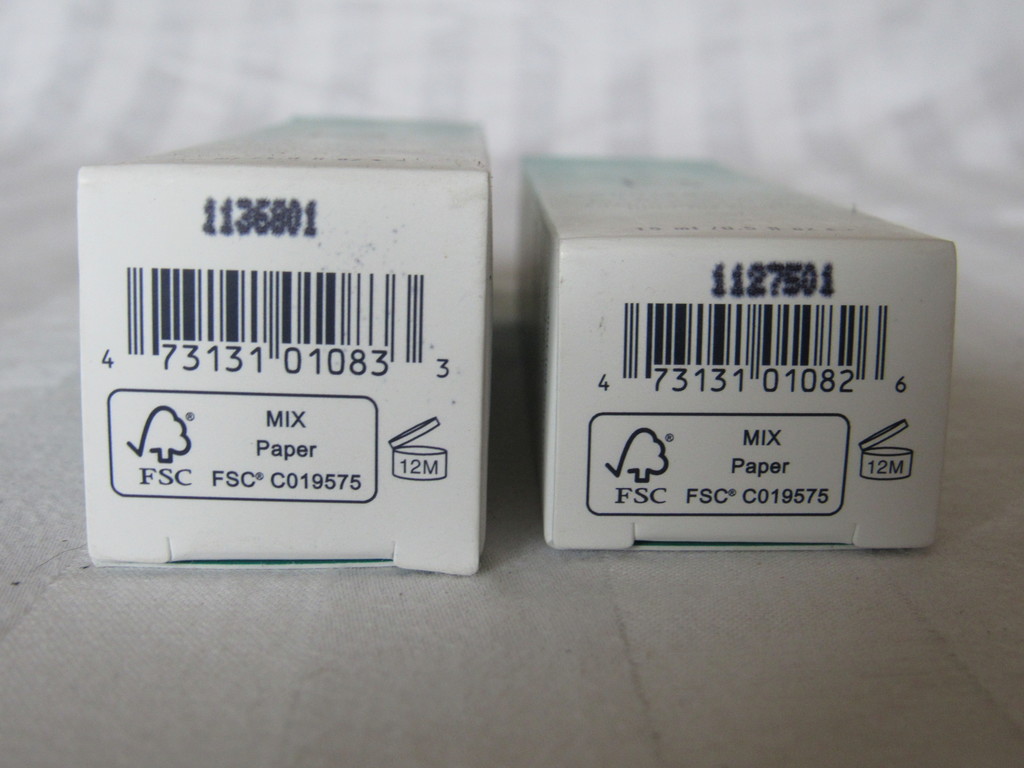 1136801
4 73131 01083 3
MIX
Paper
FSC® C019575
®
FSC
12M
1127501
4 73131 01082 6
MIX
Paper
FSC® C019575
®
FSC
12M